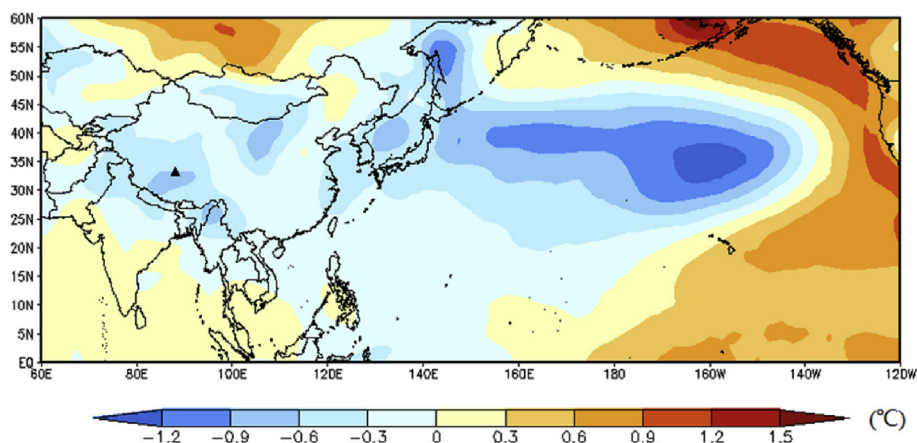 60N
55N
50N
45N
40N
35N
30N
25N
20N
15N
10N
5N
EQ
60E 80E 100E 120E 140E 160E 180 160W 140W 120W
-1.2 -0.9 -0.6 -0.3 0 0.3 0.6 0.9 1.2 1.5 (℃)